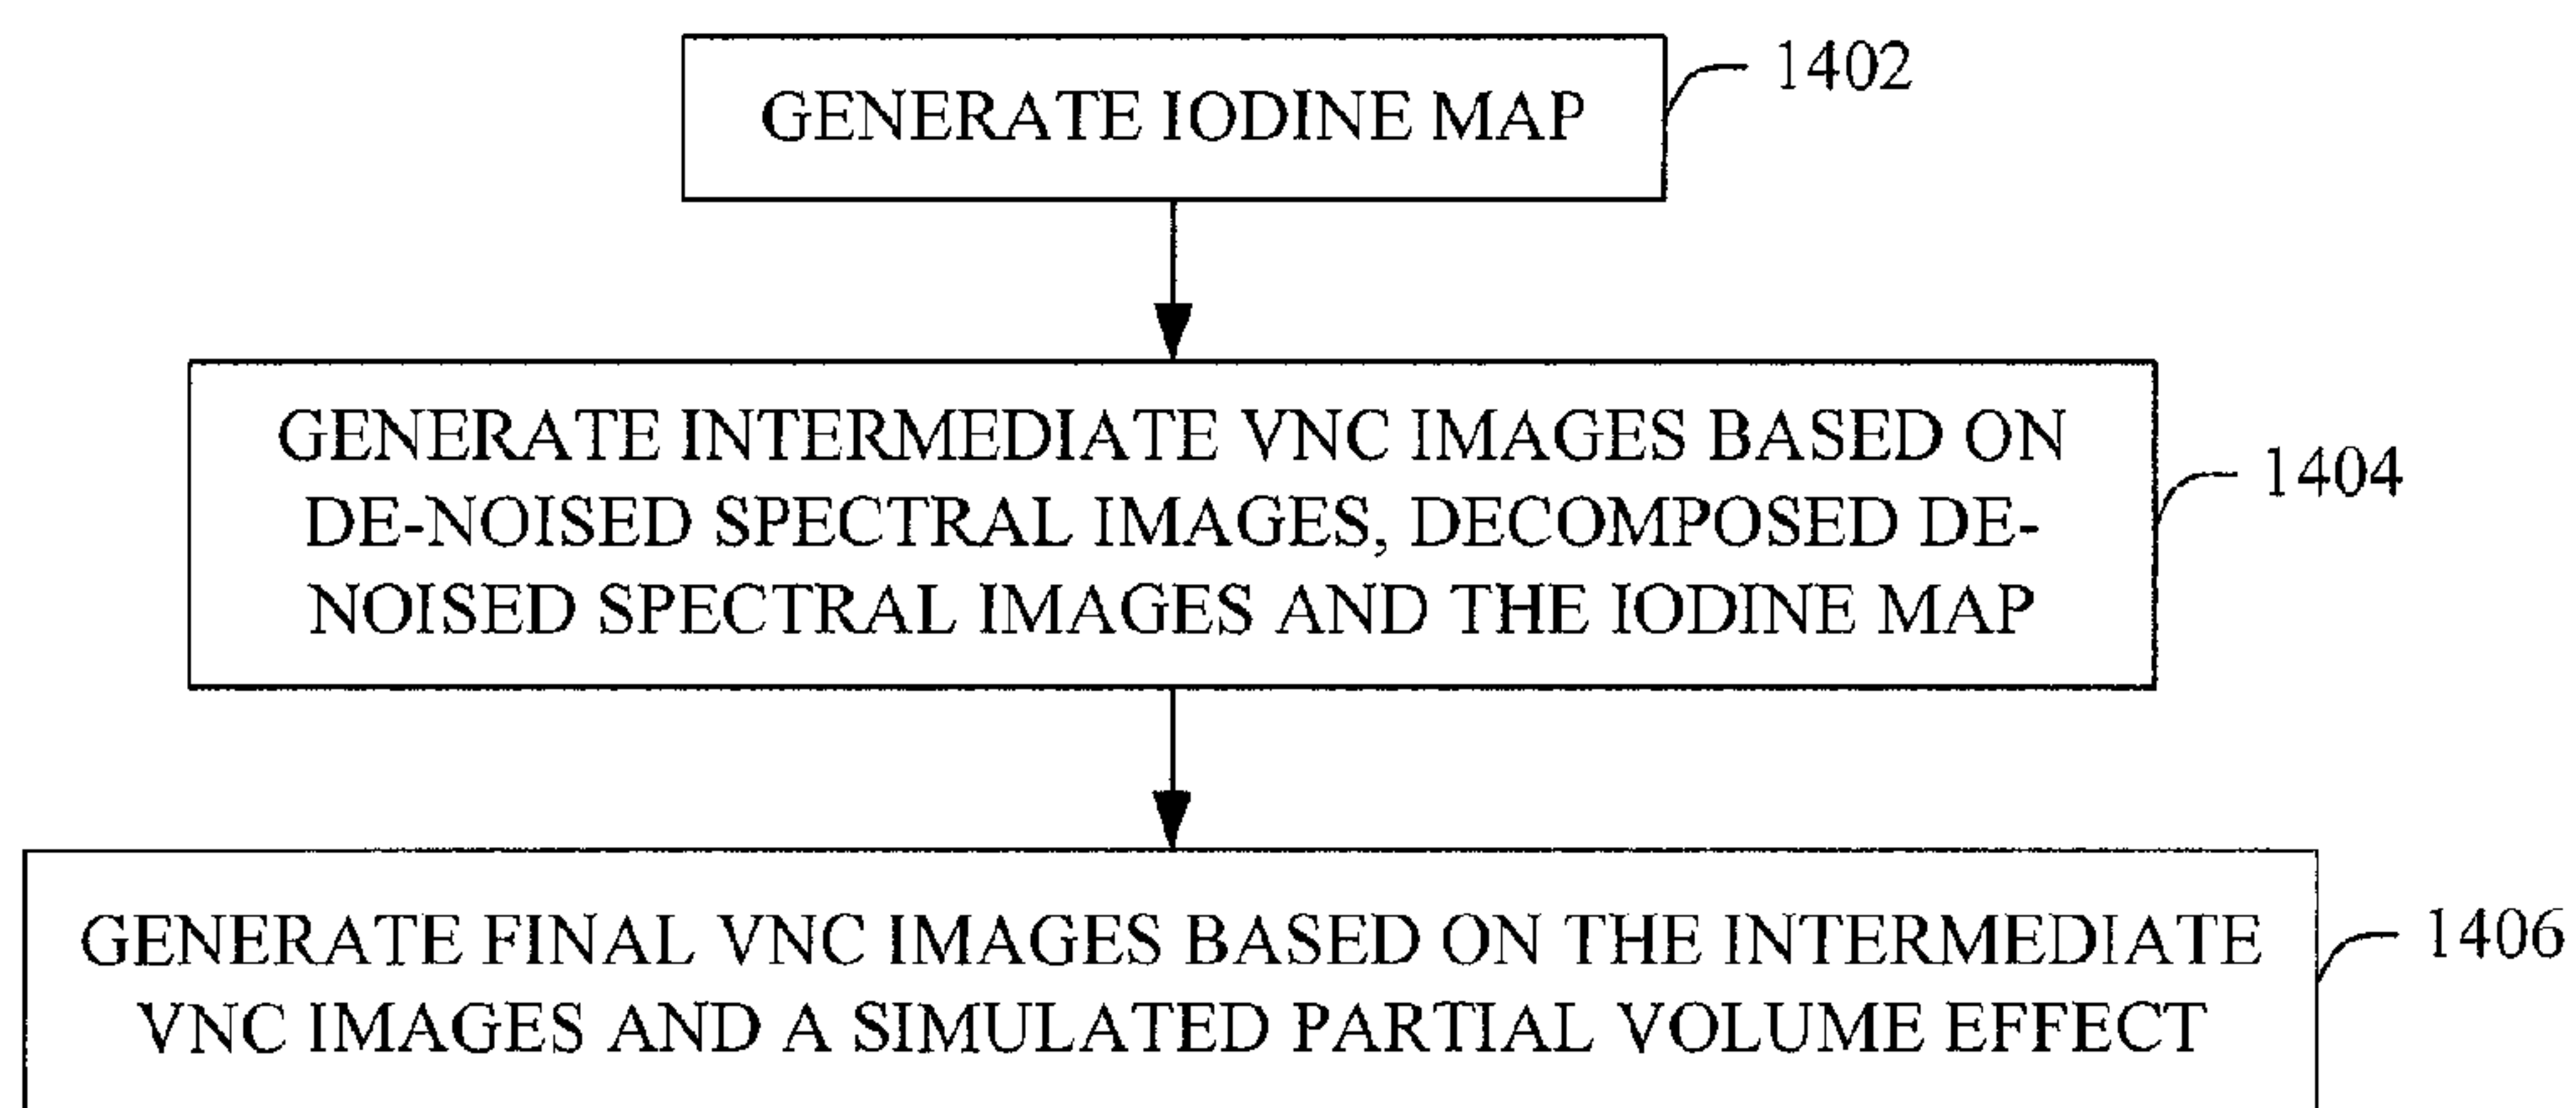 GENERATE IODINE MAP
1402
GENERATE INTERMEDIATE VNC IMAGES BASED ON
DE-NOISED SPECTRAL IMAGES, DECOMPOSED DE-
NOISED SPECTRAL IMAGES AND THE IODINE MAP
1404
GENERATE FINAL VNC IMAGES BASED ON THE INTERMEDIATE
VNC IMAGES AND A SIMULATED PARTIAL VOLUME EFFECT
1406